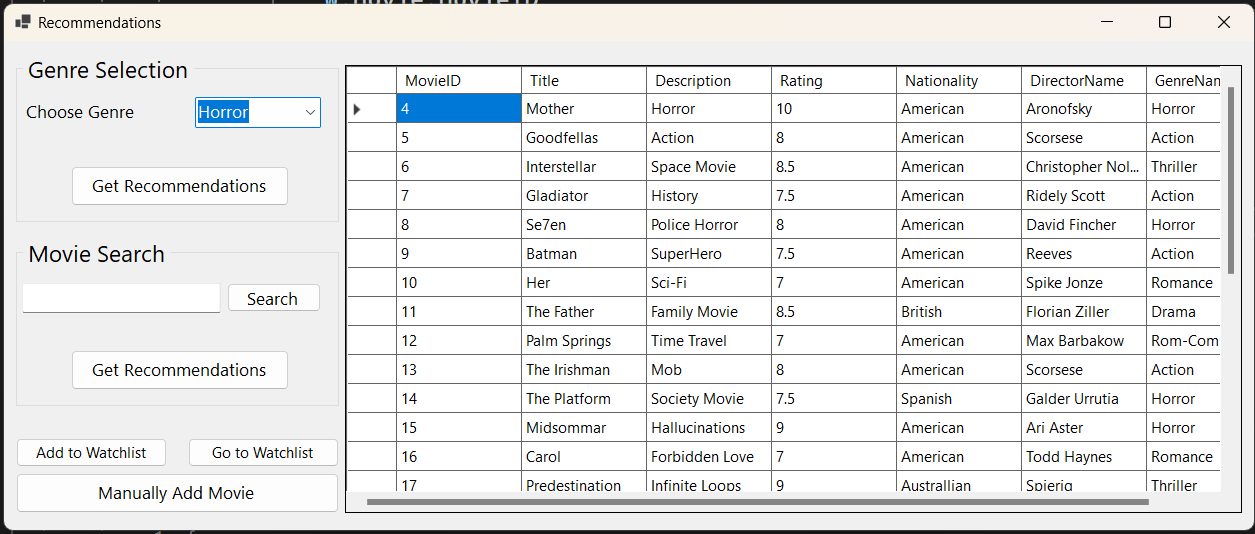 Recommendations
Genre Selection
Choose Genre
Horror
Get Recommendations
Movie Search
Search
Get Recommendations
Add to Watchlist
Go to Watchlist
Manually Add Movie
MovieID Title Description Rating Nationality DirectorName GenreNam
4 Mother Horror 10 American Aronofsky Horror
5 Goodfellas Action 8 American Scorsese Action
6 Interstellar Space Movie 8.5 American Christopher Nol... Thriller
7 Gladiator History 7.5 American Ridely Scott Action
8 Se7en Police Horror 8 American David Fincher Horror
9 Batman SuperHero 7.5 American Reeves Action
10 Her Sci-Fi 7 American Spike Jonze Romance
11 The Father Family Movie 8.5 British Florian Ziller Drama
12 Palm Springs Time Travel 7 American Max Barbakow Rom-Com
13 The Irishman Mob 8 American Scorsese Action
14 The Platform Society Movie 7.5 Spanish Galder Urrutia Horror
15 Midsommar Hallucinations 9 American Ari Aster Horror
16 Carol Forbidden Love 7 American Todd Haynes Romance
17 Predestination Infinite Loops 9 Australlian Spierig Thriller